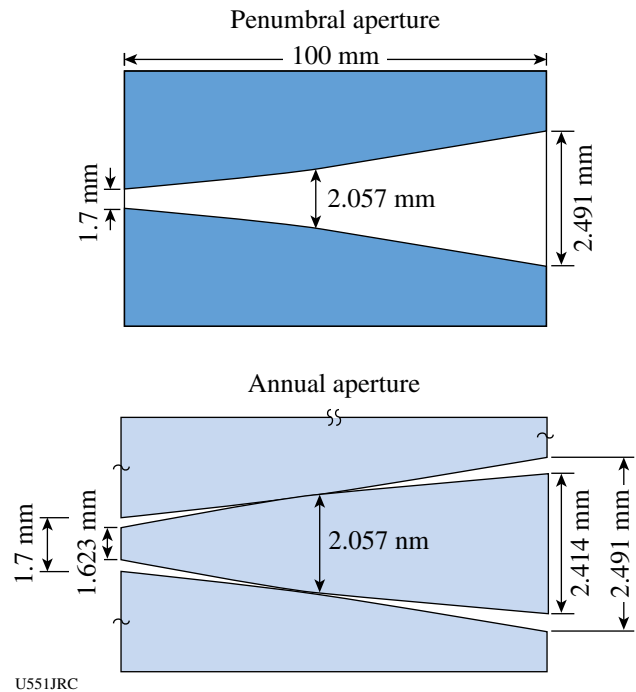 Penumbral aperture
100 mm
1.7 mm
2.057 mm
2.491 mm
Annual aperture
1.7 mm
1.623 mm
2.057 nm
2.414 mm
2.491 mm
U551JRC